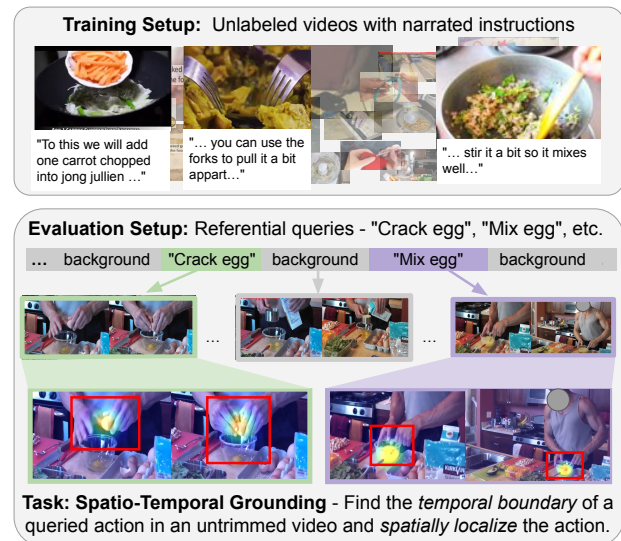 Training Setup: Unlabeled videos with narrated instructions
"To this we will add
one carrot chopped
into jong jullien ..."
"... you can use the
forks to pull it a bit
appart..."
"... stir it a bit so it mixes
well..."
Evaluation Setup: Referential queries - "Crack egg", "Mix egg", etc.
... background "Crack egg" background "Mix egg" background
... ...
Task: Spatio-Temporal Grounding - Find the temporal boundary of a
queried action in an untrimmed video and spatially localize the action.